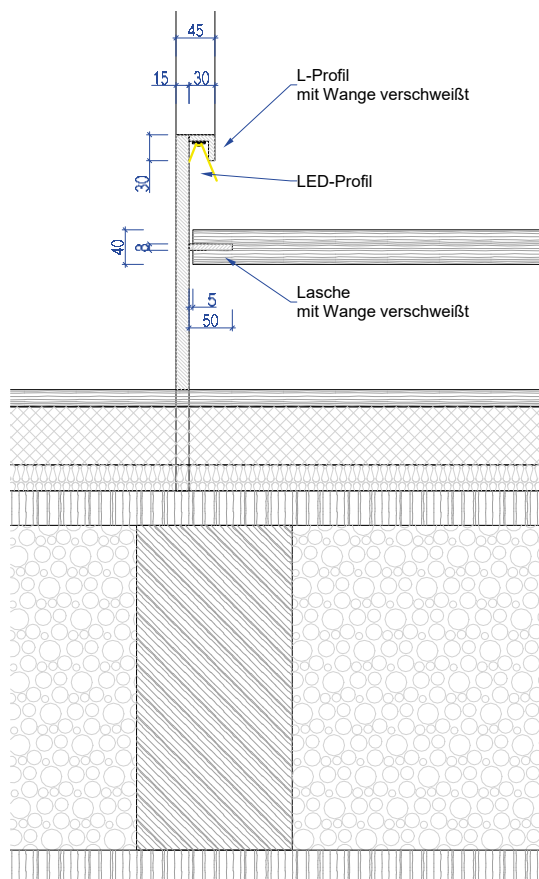 45
15 30
L-Profil
mit Wange verschweißt
30
LED-Profil
40
8
Lasche
mit Wange verschweißt
5
50